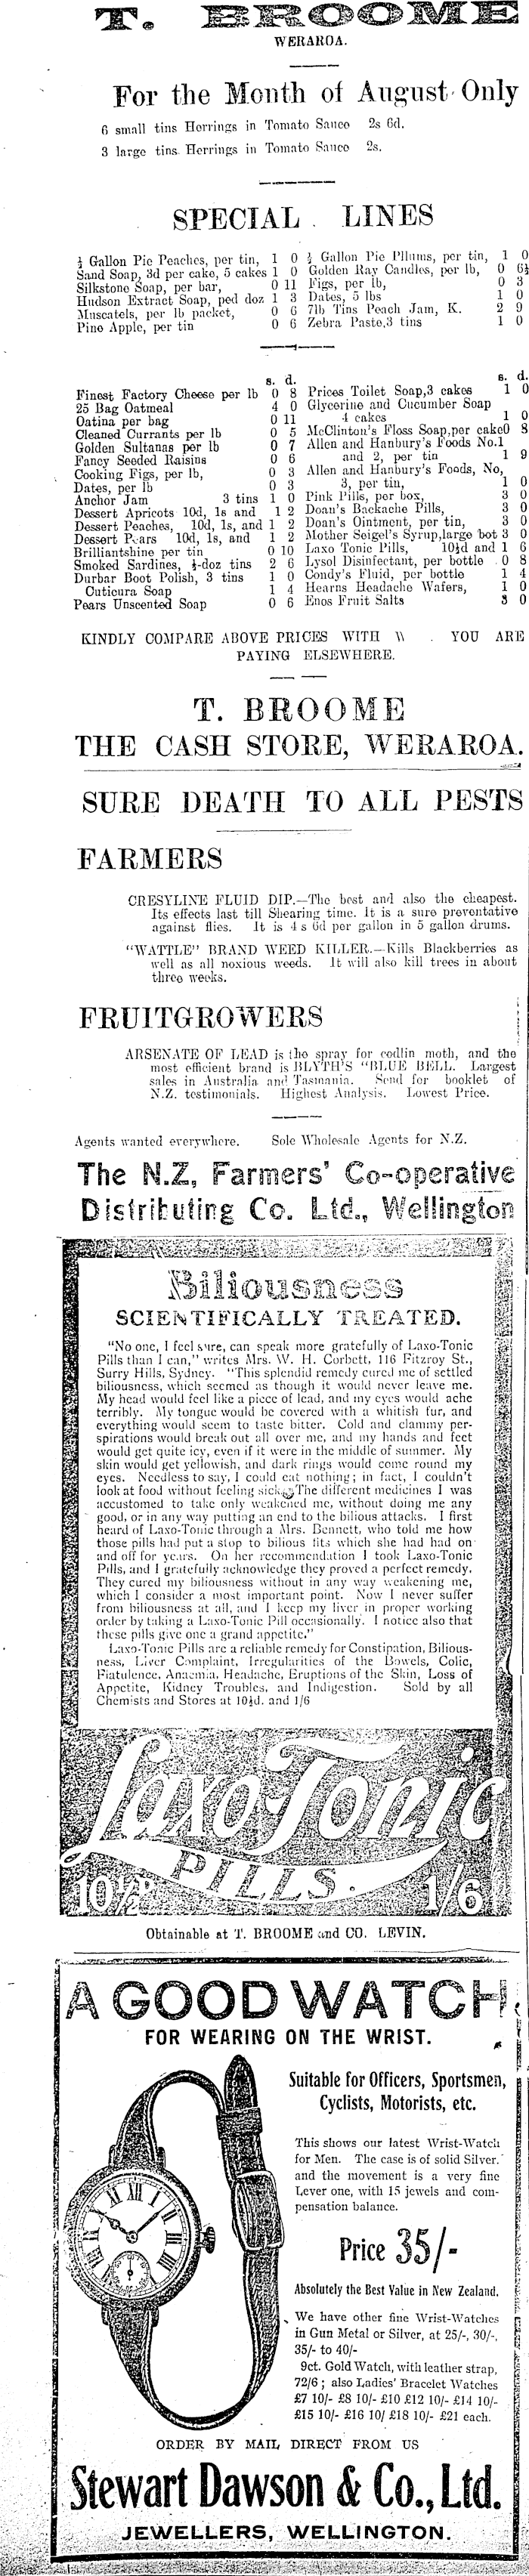 T. BROOME
WERAROA.
For the Month of August Only
6 small tins Herrings in Tomato Sauce 2s 6d.
3 large tins Herrings in Tomato Sauce 2s.
SPECIAL LINES
½ Gallon Pie Peaches, per tin, 1 0
Sand Soap, 3d per cake, 5 cakes 1 0
Silkstone Soap, per bar, 0 11
Hudson Extract Soap, ped doz 1 3
Muscatels, per lb packet, 0 6
Pine Apple, per tin 0 6
½ Gallon Pie Pllums, per tin, 1 0
Golden Ray Candles, per lb, 0 6½
Figs, per lb, 0 3
Dates, 5 lbs 1 0
7lb Tins Peach Jam, K. 2 9
Zebra Paste, 3 tins 1 0
s. d.
Finest Factory Cheese per lb 0 8
25 Bag Oatmeal 4 0
Oatina per bag 0 11
Cleaned Currants per lb 0 5
Golden Sultanas per lb 0 7
Fancy Seeded Raisins 0 6
Cooking Figs, per lb, 0 3
Dates, per lb 0 3
Anchor Jam 3 tins 1 0
Dessert Apricots 10d, 1s and 1 2
Dessert Peaches, 10d, 1s, and 1 2
Dessert Pears 10d, 1s, and 1 2
Brilliantshine per tin 0 10
Smoked Sardines, ½-doz tins 2 6
Durbar Boot Polish, 3 tins 1 0
Cuticura Soap 1 4
Pears Unscented Soap 0 6
s. d.
Prices Toilet Soap, 3 cakes 1 0
Glycerine and Cucumber Soap
4 cakes 1 0
McClinton's Floss Soap, per cake 0 8
Allen and Hanbury's Foods No. 1
and 2, per tin 1 9
Allen and Hanbury's Foods, No,
3, per tin, 1 0
Pink Pills, per box, 3 0
Doan's Backache Pills, 3 0
Doan's Ointment, per tin, 3 0
Mother Seigel's Syrup, large bot 3 0
Laxo Tonic Pills, 10½d and 1 6
Lysol Disinfectant, per bottle 0 8
Condy's Fluid, per bottle 1 4
Hearns Headache Wafers, 1 0
Enos Fruit Salts 3 0
KINDLY COMPARE ABOVE PRICES WITH YOU ARE
PAYING ELSEWHERE.
T. BROOME
THE CASH STORE, WERAROA.
SURE DEATH TO ALL PESTS
FARMERS
CRESYLINE FLUID DIP.—The best and also the cheapest.
Its effects last till Shearing time. It is a sure preventative
against flies. It is 4s 6d per gallon in 5 gallon drums.
"WATTLE" BRAND WEED KILLER.—Kills Blackberries as
well as all noxious weeds. It will also kill trees in about
three weeks.
FRUITGROWERS
ARSENATE OF LEAD is the spray for codlin moth, and the
most efficient brand is BLYTH'S "BLUE BELL. Largest
sales in Australia and Tasmania. Send for booklet of
N.Z. testimonials. Highest Analysis. Lowest Price.
Agents wanted everywhere. Sole Wholesale Agents for N.Z.
The N.Z. Farmers' Co-operative
Distributing Co. Ltd., Wellington
Biliousness
SCIENTIFICALLY TREATED.
"No one, I feel sure, can speak more gratefully of Laxo-Tonic
Pills than I can," writes Mrs. W. H. Corbett, 116 Fitzroy St.,
Surry Hills, Sydney. "This splendid remedy cured me of settled
biliousness, which seemed as though it would never leave me.
My head would feel like a piece of lead, and my eyes would ache
terribly. My tongue would be covered with a whitish fur, and
everything would seem to taste bitter. Cold and clammy per-
spirations would break out all over me, and my hands and feet
would get quite icy, even if it were in the middle of summer. My
skin would get yellowish, and dark rings would come round my
eyes. Needless to say, I could eat nothing; in fact, I couldn't
look at food without feeling sick. The different medicines I was
accustomed to take only weakened me, without doing me any
good, or in any way putting an end to the bilious attacks. I first
heard of Laxo-Tonic through a Mrs. Bennett, who told me how
those pills had put a stop to bilious fits which she had had on
and off for years. On her recommendation I took Laxo-Tonic
Pills, and I gratefully acknowledge they proved a perfect remedy.
They cured my biliousness without in any way weakening me,
which I consider a most important point. Now I never suffer
from biliousness at all, and I keep my liver in proper working
order by taking a Laxo-Tonic Pill occasionally. I notice also that
these pills give one a grand appetite."
Laxo-Tonic Pills are a reliable remedy for Constipation, Bilious-
ness, Liver Complaint, Irregularities of the Bowels, Colic,
Flatulence, Anaemia, Headache, Eruptions of the Skin, Loss of
Appetite, Kidney Troubles, and Indigestion. Sold by all
Chemists and Stores at 10½d. and 1/6
Laxo-Tonic
PILLS.
10½D 1/6
Obtainable at T. BROOME and CO. LEVIN.
A GOOD WATCH
FOR WEARING ON THE WRIST.
Suitable for Officers, Sportsmen,
Cyclists, Motorists, etc.
This shows our latest Wrist-Watch
for Men. The case is of solid Silver.
and the movement is a very fine
Lever one, with 15 jewels and com-
pensation balance.
Price 35/-
Absolutely the Best Value in New Zealand.
We have other fine Wrist-Watches
in Gun Metal or Silver, at 25/-, 30/-,
35/- to 40/-
9ct. Gold Watch, with leather strap,
72/6; also Ladies' Bracelet Watches
£7 10/- £8 10/- £10 £12 10/- £14 10/-
£15 10/- £16 10/ £18 10/- £21 each.
ORDER BY MAIL DIRECT FROM US
Stewart Dawson & Co., Ltd.
JEWELLERS, WELLINGTON.